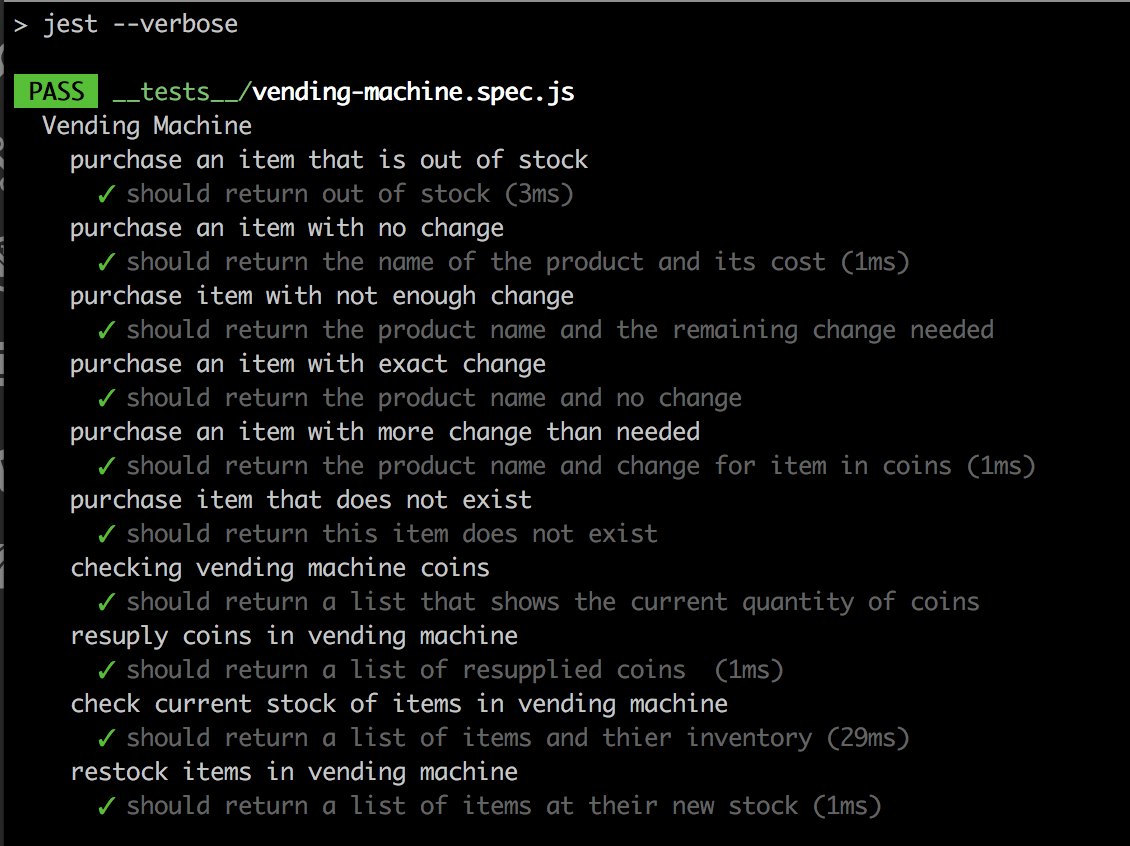 > jest --verbose
PASS __tests__/vending-machine.spec.js
Vending Machine
purchase an item that is out of stock
✓ should return out of stock (3ms)
purchase an item with no change
✓ should return the name of the product and its cost (1ms)
purchase item with not enough change
✓ should return the product name and the remaining change needed
purchase an item with exact change
✓ should return the product name and no change
purchase an item with more change than needed
✓ should return the product name and change for item in coins (1ms)
purchase item that does not exist
✓ should return this item does not exist
checking vending machine coins
✓ should return a list that shows the current quantity of coins
resuply coins in vending machine
✓ should return a list of resupplied coins  (1ms)
check current stock of items in vending machine
✓ should return a list of items and thier inventory (29ms)
restock items in vending machine
✓ should return a list of items at their new stock (1ms)